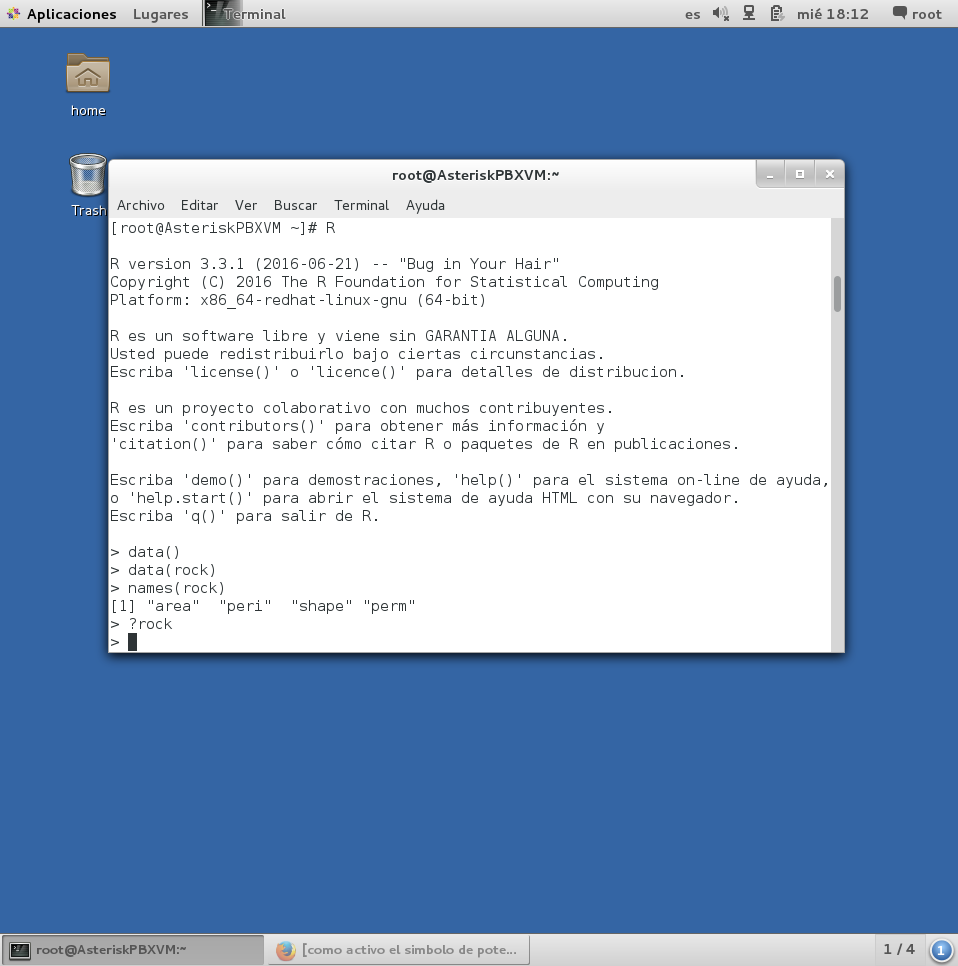 Aplicaciones Lugares Terminal es mié 18:12 root
home
Trash
root@AsteriskPBXVM:~
Archivo Editar Ver Buscar Terminal Ayuda
[root@AsteriskPBXVM ~]# R
R version 3.3.1 (2016-06-21) -- "Bug in Your Hair"
Copyright (C) 2016 The R Foundation for Statistical Computing
Platform: x86_64-redhat-linux-gnu (64-bit)
R es un software libre y viene sin GARANTIA ALGUNA.
Usted puede redistribuirlo bajo ciertas circunstancias.
Escriba 'license()' o 'licence()' para detalles de distribucion.
R es un proyecto colaborativo con muchos contribuyentes.
Escriba 'contributors()' para obtener más información y
'citation()' para saber cómo citar R o paquetes de R en publicaciones.
Escriba 'demo()' para demostraciones, 'help()' para el sistema on-line de ayuda,
o 'help.start()' para abrir el sistema de ayuda HTML con su navegador.
Escriba 'q()' para salir de R.
> data()
> data(rock)
> names(rock)
[1] "area"  "peri"  "shape" "perm"
> ?rock
>
root@AsteriskPBXVM:~ [como activo el simbolo de pote... 1 / 4 1